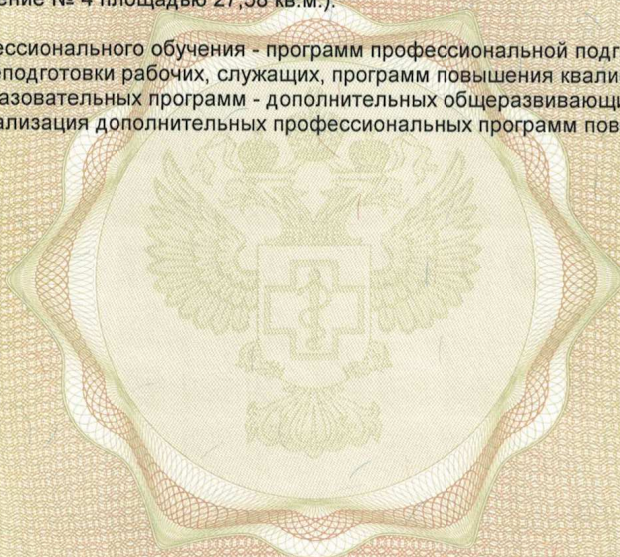 ение № 4 площадью 27,58 кв.м.).
ессионального обучения - программ профессиональной подг
еподготовки рабочих, служащих, программ повышения квали
азовательных программ - дополнительных общеразвивающи
ализация дополнительных профессиональных программ пов